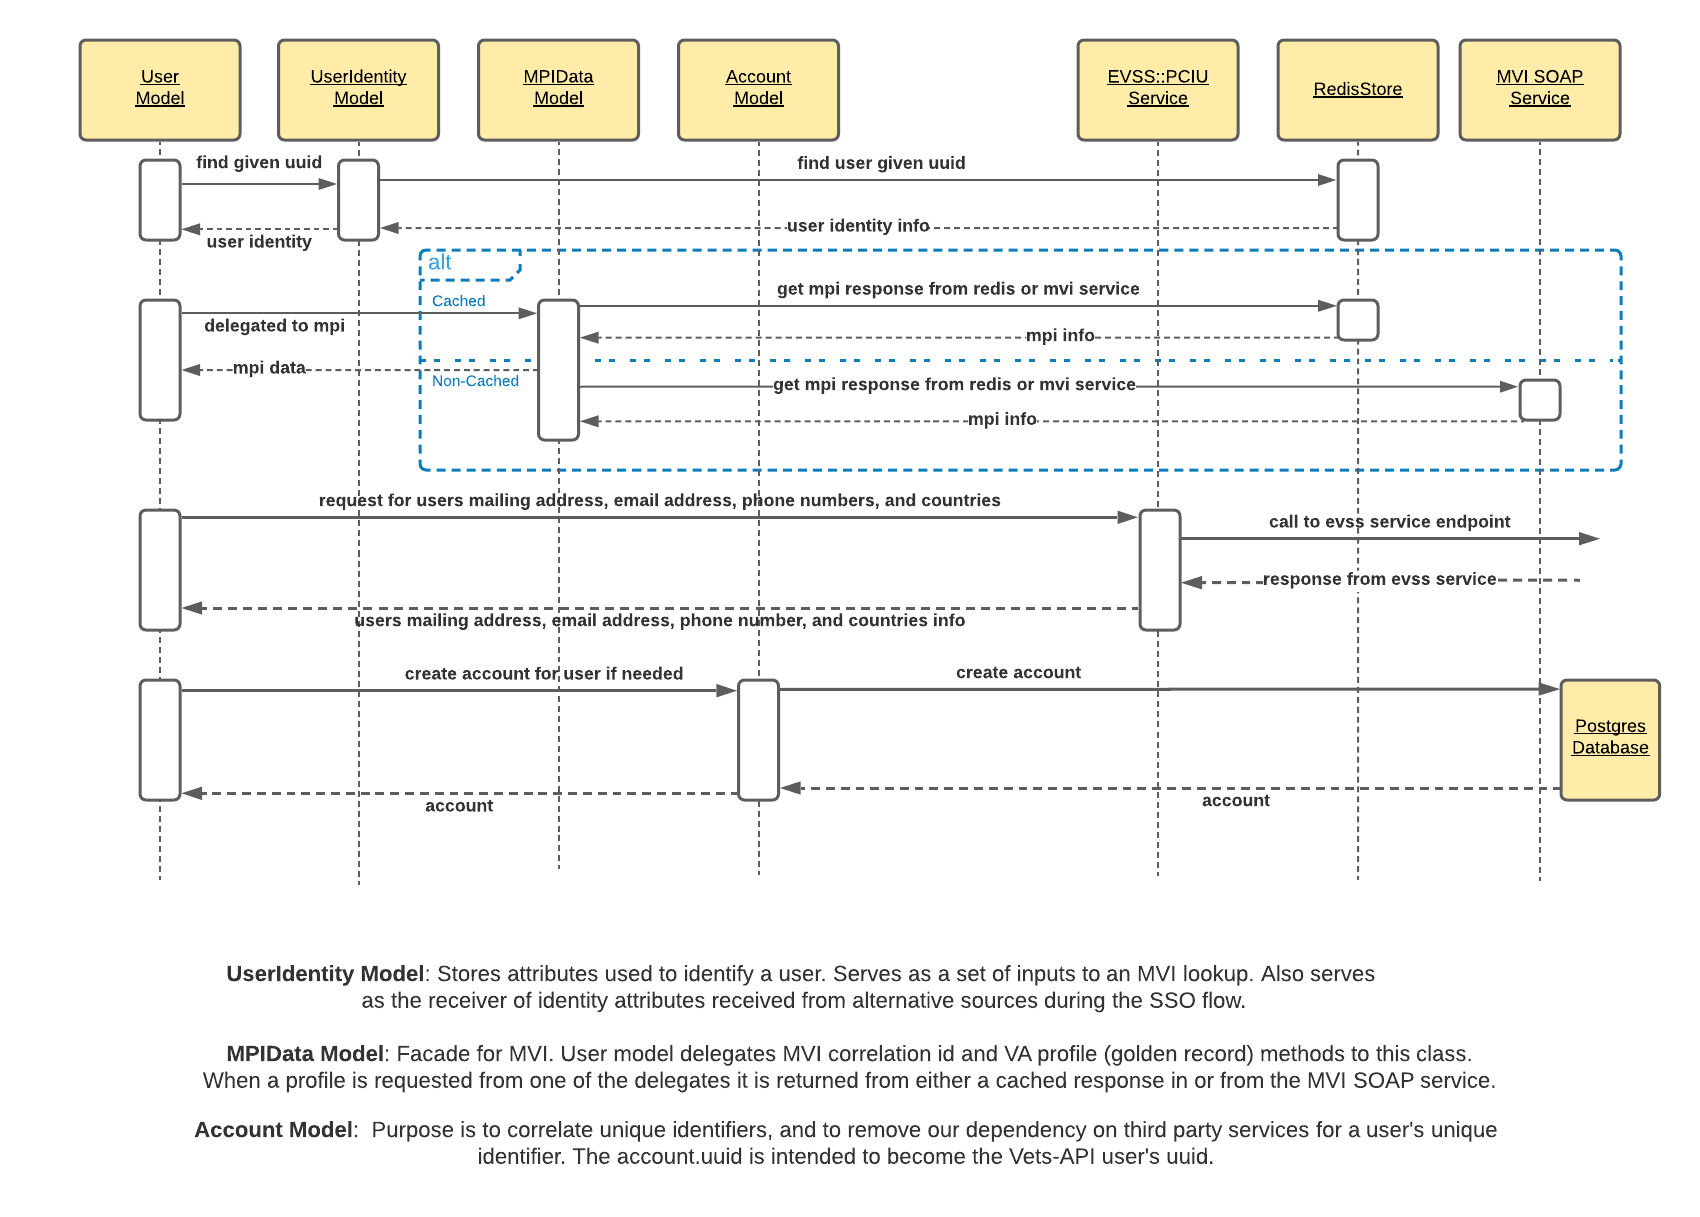 User
Model
UserIdentity
Model
MPIData
Model
Account
Model
EVSS::PCIU
Service
RedisStore
MVI SOAP
Service
find given uuid
find user given uuid
user identity info
user identity
alt
Cached
get mpi response from redis or mvi service
delegated to mpi
mpi info
mpi data
Non-Cached
get mpi response from redis or mvi service
mpi info
request for users mailing address, email address, phone numbers, and countries
call to evss service endpoint
response from evss service
users mailing address, email address, phone number, and countries info
create account for user if needed
create account
Postgres
Database
account
account
UserIdentity Model: Stores attributes used to identify a user. Serves as a set of inputs to an MVI lookup. Also serves
as the receiver of identity attributes received from alternative sources during the SSO flow.
MPIData Model: Facade for MVI. User model delegates MVI correlation id and VA profile (golden record) methods to this class.
When a profile is requested from one of the delegates it is returned from either a cached response in or from the MVI SOAP service.
Account Model:  Purpose is to correlate unique identifiers, and to remove our dependency on third party services for a user's unique
identifier. The account.uuid is intended to become the Vets-API user's uuid.